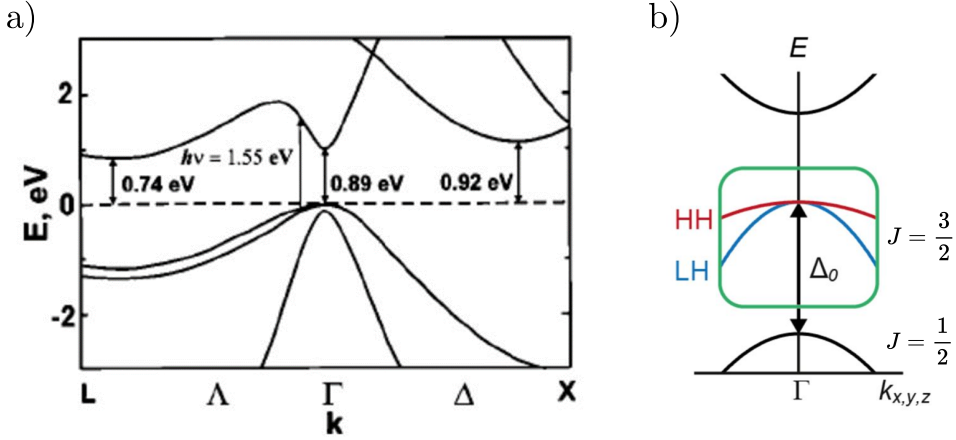 a)
E, eV
2
0
-2
hν = 1.55 eV
0.74 eV
0.89 eV
0.92 eV
L
Λ
Γ
Δ
X
k
b)
E
HH
LH
Δ₀
J = 3/2
J = 1/2
Γ
kₓ,ᵧ,z